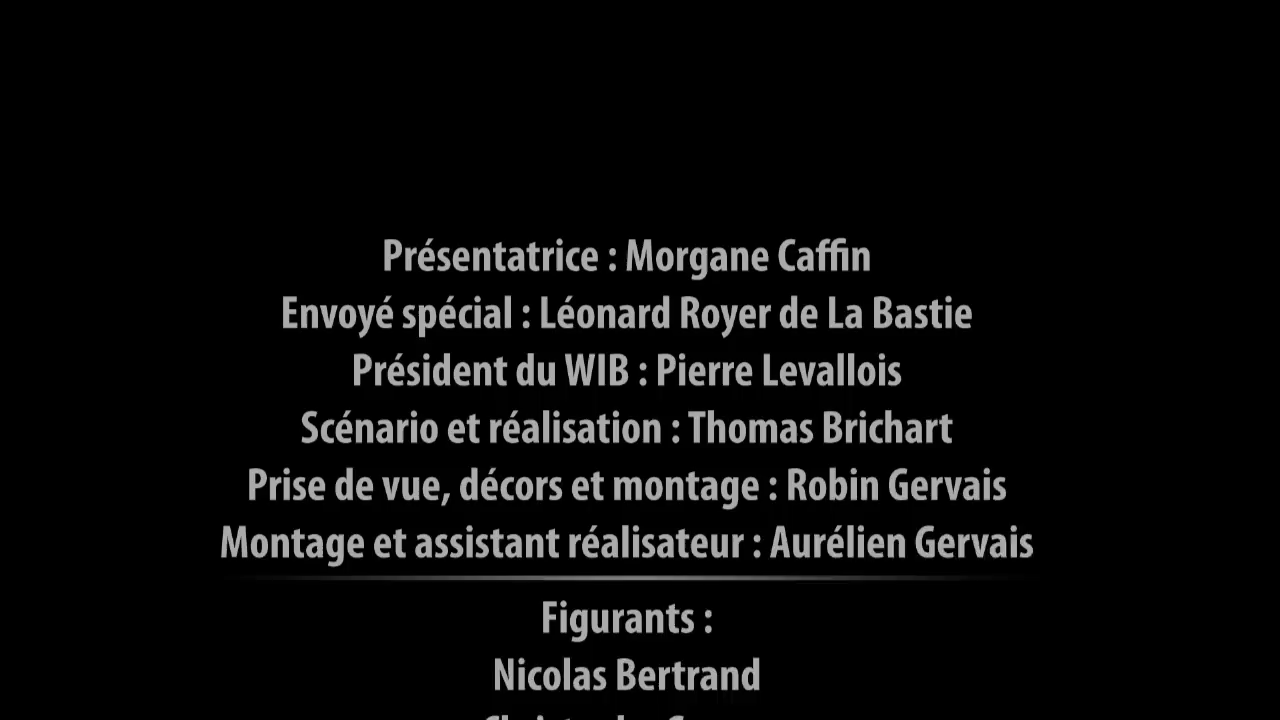 Présentatrice : Morgane Caffin
Envoyé spécial : Léonard Royer de La Bastie
Président du WIB : Pierre Levallois
Scénario et réalisation : Thomas Brichart
Prise de vue, décors et montage : Robin Gervais
Montage et assistant réalisateur : Aurélien Gervais
Figurants :
Nicolas Bertrand